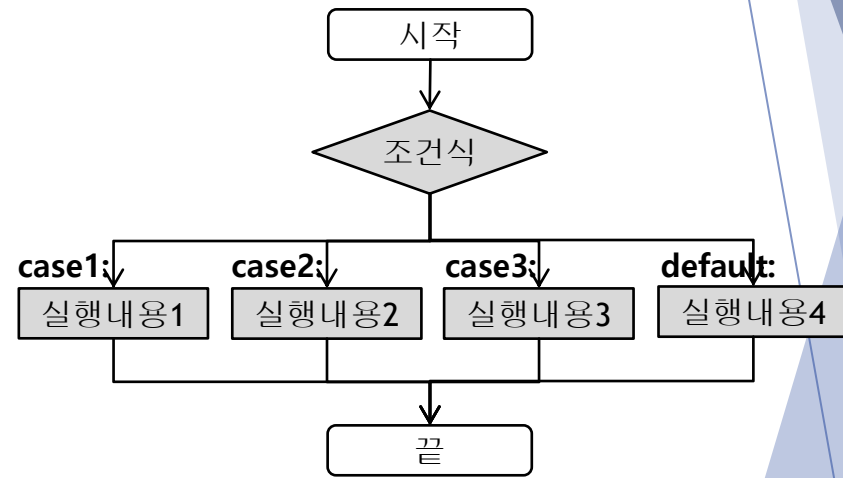 시작
조건식
case1: case2: case3: default:
실행내용1 실행내용2 실행내용3 실행내용4
끝